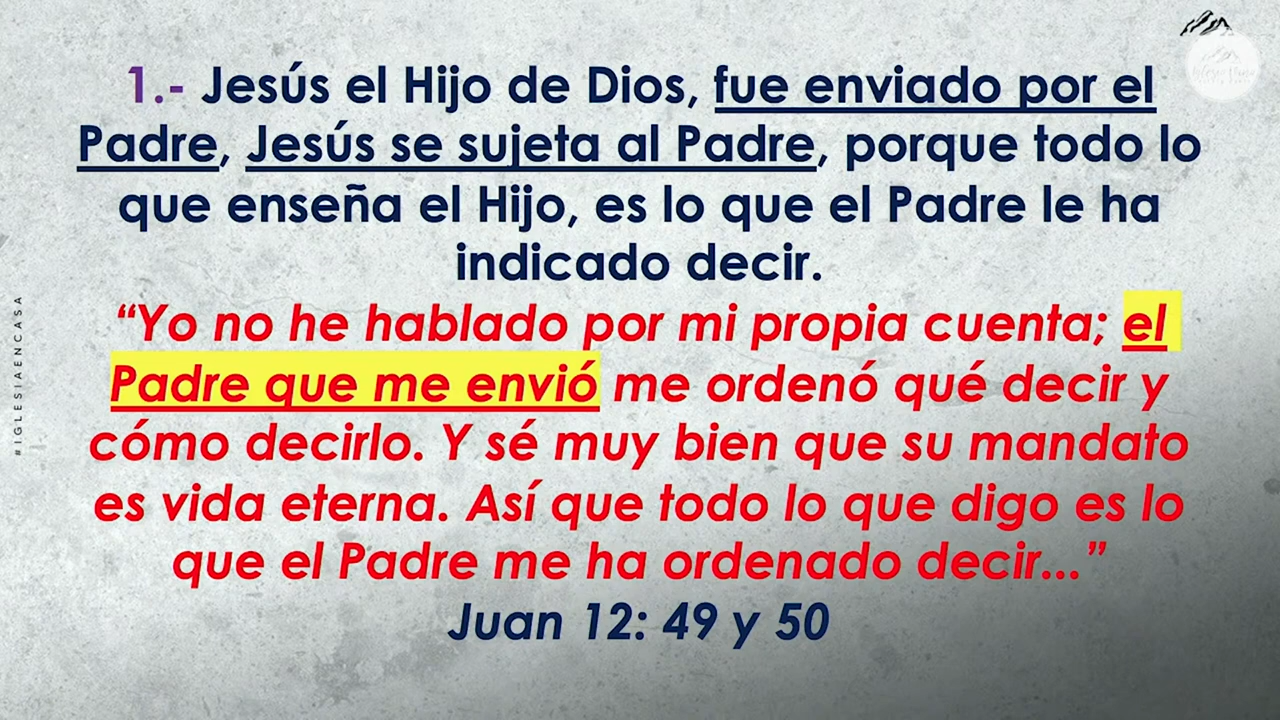 1.- Jesús el Hijo de Dios, fue enviado por el
Padre, Jesús se sujeta al Padre, porque todo lo
que enseña el Hijo, es lo que el Padre le ha
indicado decir.
“Yo no he hablado por mi propia cuenta; el
Padre que me envió me ordenó qué decir y
cómo decirlo. Y sé muy bien que su mandato
es vida eterna. Así que todo lo que digo es lo
que el Padre me ha ordenado decir...”
Juan 12: 49 y 50
#IGLESIAENCASA